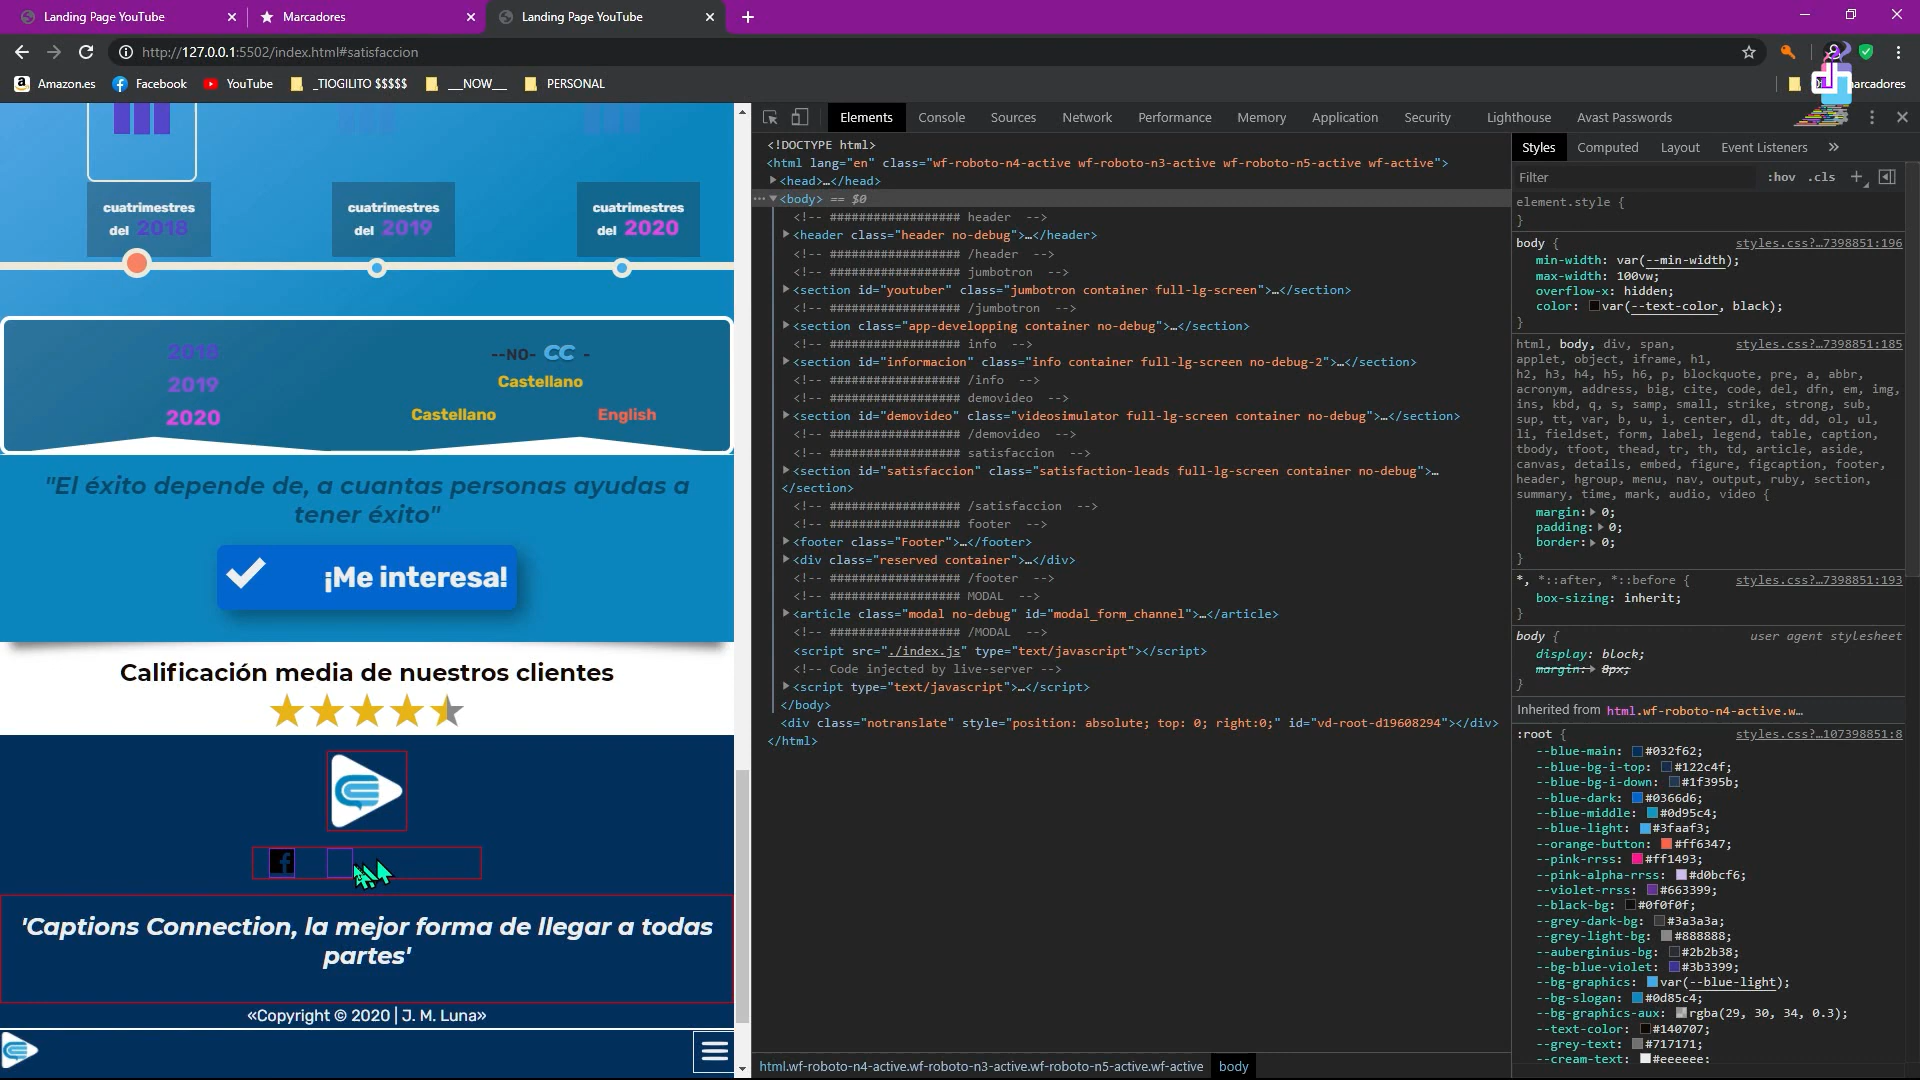 Landing Page YouTube
Marcadores
Landing Page YouTube
http://127.0.0.1:5502/index.html#satisfaccion
Amazon.es
Facebook
YouTube
_TIOGILITO $$$$$
___NOW___
PERSONAL
cuatrimestres
del 2018
cuatrimestres
del 2019
cuatrimestres
del 2020
2018
--NO- CC -
2019
Castellano
2020
Castellano
English
"El éxito depende de, a cuantas personas ayudas a
tener éxito"
¡Me interesa!
Calificación media de nuestros clientes
'Captions Connection, la mejor forma de llegar a todas
partes'
«Copyright © 2020 | J. M. Luna»
Elements Console Sources Network Performance Memory Application Security Lighthouse Avast Passwords
<!DOCTYPE html>
<html lang="en" class="wf-roboto-n4-active wf-roboto-n3-active wf-roboto-n5-active wf-active">
<head>…</head>
<body> == $0
<!-- ################## header -->
<header class="header no-debug">…</header>
<!-- ################## /header -->
<!-- ################## jumbotron -->
<section id="youtuber" class="jumbotron container full-lg-screen">…</section>
<!-- ################## /jumbotron -->
<section class="app-developping container no-debug">…</section>
<!-- ################## info -->
<section id="informacion" class="info container full-lg-screen no-debug-2">…</section>
<!-- ################## /info -->
<!-- ################## demovideo -->
<section id="demovideo" class="videosimulator full-lg-screen container no-debug">…</section>
<!-- ################## /demovideo -->
<!-- ################## satisfaccion -->
<section id="satisfaccion" class="satisfaction-leads full-lg-screen container no-debug">…
</section>
<!-- ################## /satisfaccion -->
<!-- ################## footer -->
<footer class="Footer">…</footer>
<div class="reserved container">…</div>
<!-- ################## /footer -->
<!-- ################## MODAL -->
<article class="modal no-debug" id="modal_form_channel">…</article>
<!-- ################## /MODAL -->
<script src="./index.js" type="text/javascript"></script>
<!-- Code injected by live-server -->
<script type="text/javascript">…</script>
</body>
<div class="notranslate" style="position: absolute; top: 0; right:0;" id="vd-root-d19608294"></div>
</html>
html.wf-roboto-n4-active.wf-roboto-n3-active.wf-roboto-n5-active.wf-active body
Styles Computed Layout Event Listeners »
Filter :hov .cls +
element.style {
}
body { styles.css?…7398851:196
min-width: var(--min-width);
max-width: 100vw;
overflow-x: hidden;
color: var(--text-color, black);
}
html, body, div, span, styles.css?…7398851:185
applet, object, iframe, h1,
h2, h3, h4, h5, h6, p, blockquote, pre, a, abbr,
acronym, address, big, cite, code, del, dfn, em, img,
ins, kbd, q, s, samp, small, strike, strong, sub,
sup, tt, var, b, u, i, center, dl, dt, dd, ol, ul,
li, fieldset, form, label, legend, table, caption,
tbody, tfoot, thead, tr, th, td, article, aside,
canvas, details, embed, figure, figcaption, footer,
header, hgroup, menu, nav, output, ruby, section,
summary, time, mark, audio, video {
margin: 0;
padding: 0;
border: 0;
}
*, *::after, *::before { styles.css?…7398851:193
box-sizing: inherit;
}
body { user agent stylesheet
display: block;
margin: 8px;
}
Inherited from html.wf-roboto-n4-active.w…
:root { styles.css?…107398851:8
--blue-main: #032f62;
--blue-bg-i-top: #122c4f;
--blue-bg-i-down: #1f395b;
--blue-dark: #0366d6;
--blue-middle: #0d95c4;
--blue-light: #3faaf3;
--orange-button: #ff6347;
--pink-rrss: #ff1493;
--pink-alpha-rrss: #d0bcf6;
--violet-rrss: #663399;
--black-bg: #0f0f0f;
--grey-dark-bg: #3a3a3a;
--grey-light-bg: #888888;
--auberginius-bg: #2b2b38;
--bg-blue-violet: #3b3399;
--bg-graphics: var(--blue-light);
--bg-slogan: #0d85c4;
--bg-graphics-aux: rgba(29, 30, 34, 0.3);
--text-color: #140707;
--grey-text: #717171;
--cream-text: #eeeeee;